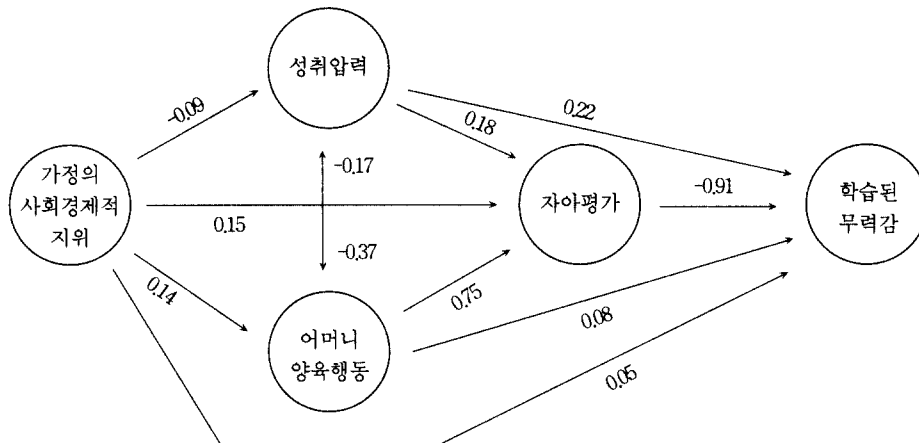 성취압력
-0.09
0.22
0.18
가정의
사회경제적
지위
-0.17
0.15
자아평가
-0.91
학습된
무력감
-0.37
0.14
0.75
어머니
양육행동
0.08
0.05